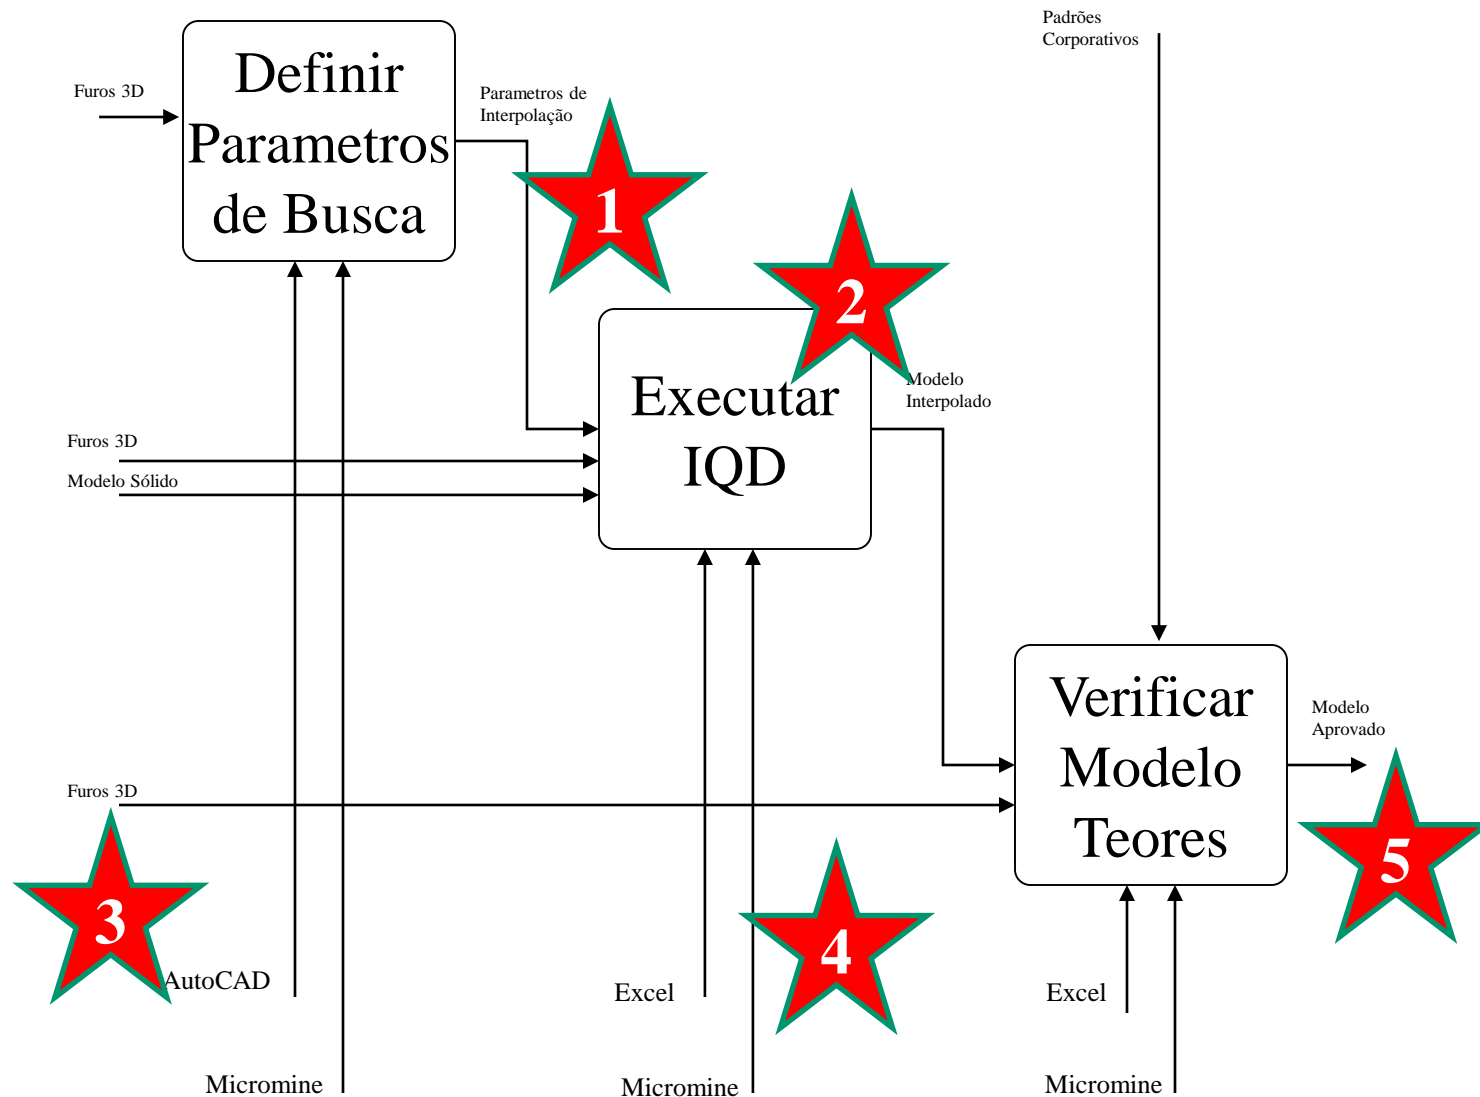 Padrões
Corporativos
Furos 3D
Definir
Parametros
de Busca
Parametros de
Interpolação
1
2
Modelo
Interpolado
Executar
IQD
Furos 3D
Modelo Sólido
Verificar
Modelo
Teores
Modelo
Aprovado
Furos 3D
3
4
5
AutoCAD
Excel
Excel
Micromine
Micromine
Micromine